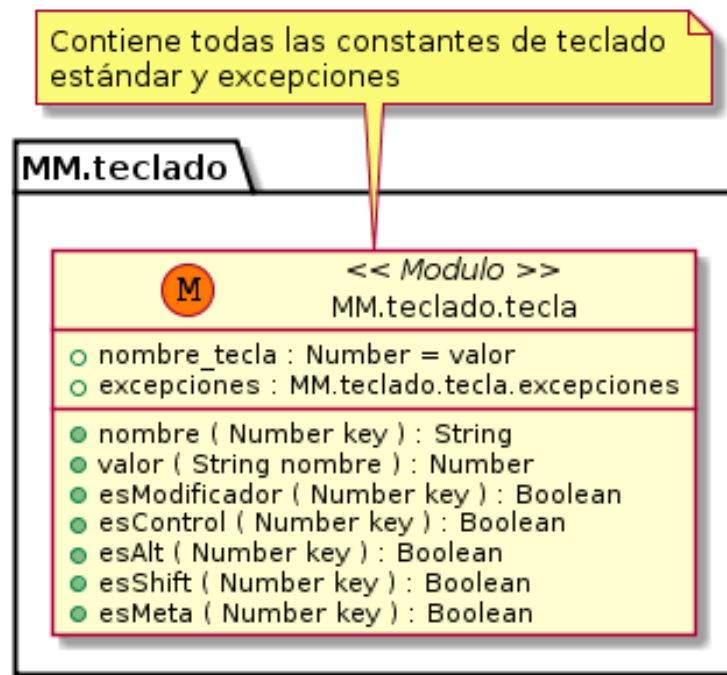 Contiene todas las constantes de teclado
estándar y excepciones
MM.teclado
M
<< Modulo >>
MM.teclado.tecla
nombre_tecla : Number = valor
excepciones : MM.teclado.tecla.excepciones
nombre ( Number key ) : String
valor ( String nombre ) : Number
esModificador ( Number key ) : Boolean
esControl ( Number key ) : Boolean
esAlt ( Number key ) : Boolean
esShift ( Number key ) : Boolean
esMeta ( Number key ) : Boolean